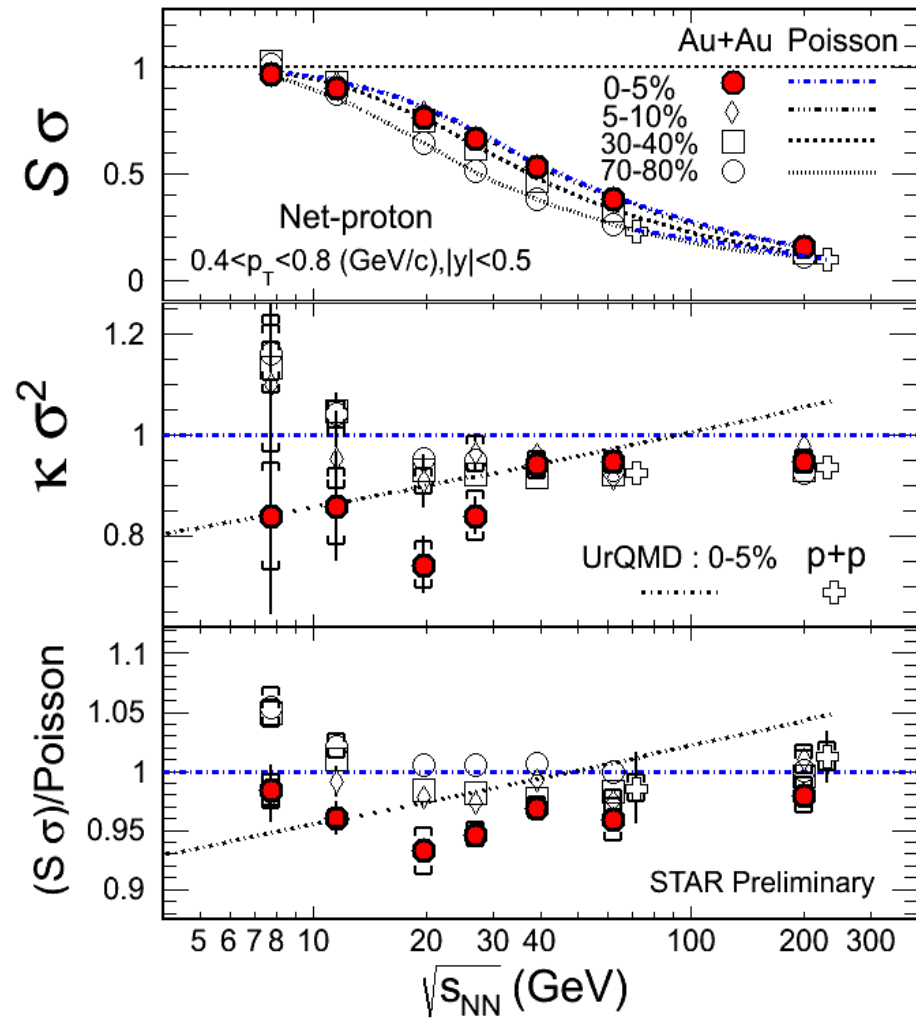 Au+Au Poisson
0-5%
5-10%
30-40%
70-80%
S σ
1
0.5
0
Net-proton
0.4<p_T<0.8 (GeV/c),|y|<0.5
κ σ²
1.2
1
0.8
UrQMD : 0-5% p+p
(S σ)/Poisson
1.1
1.05
1
0.95
0.9
STAR Preliminary
5 6 7 8 10 20 30 40 100 200 300
√s_NN (GeV)